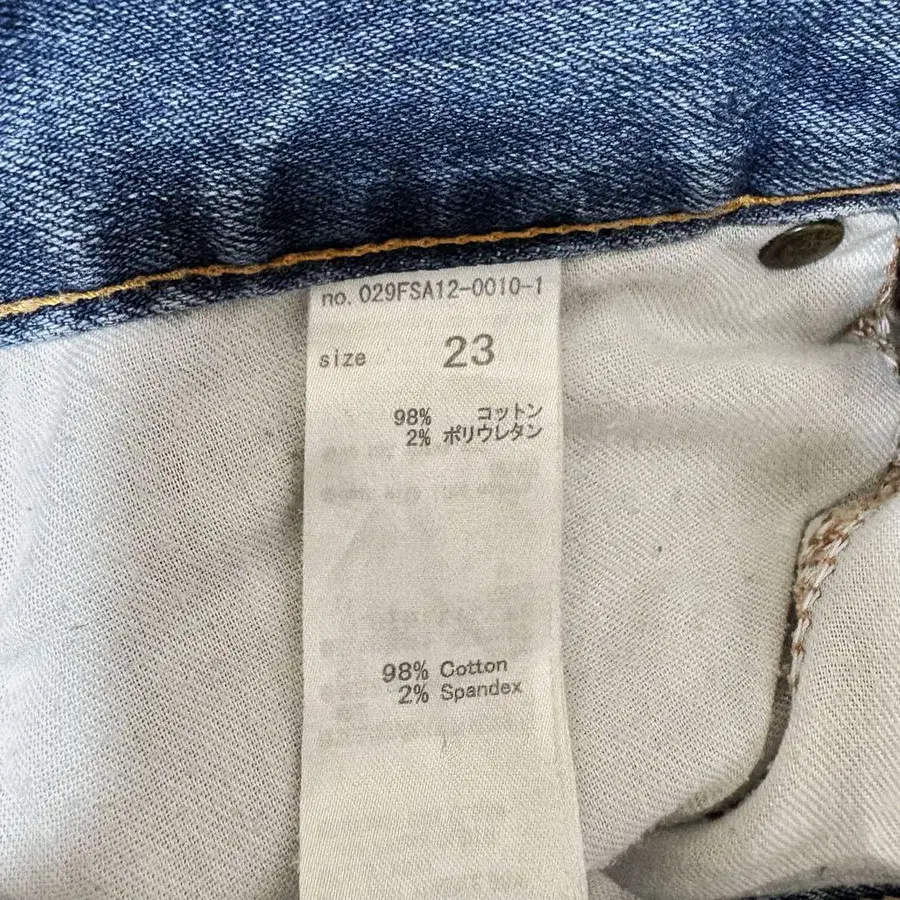 no. 029FSA12-0010-1
size 23
98% コットン
2% ポリウレタン
98% Cotton
2% Spandex